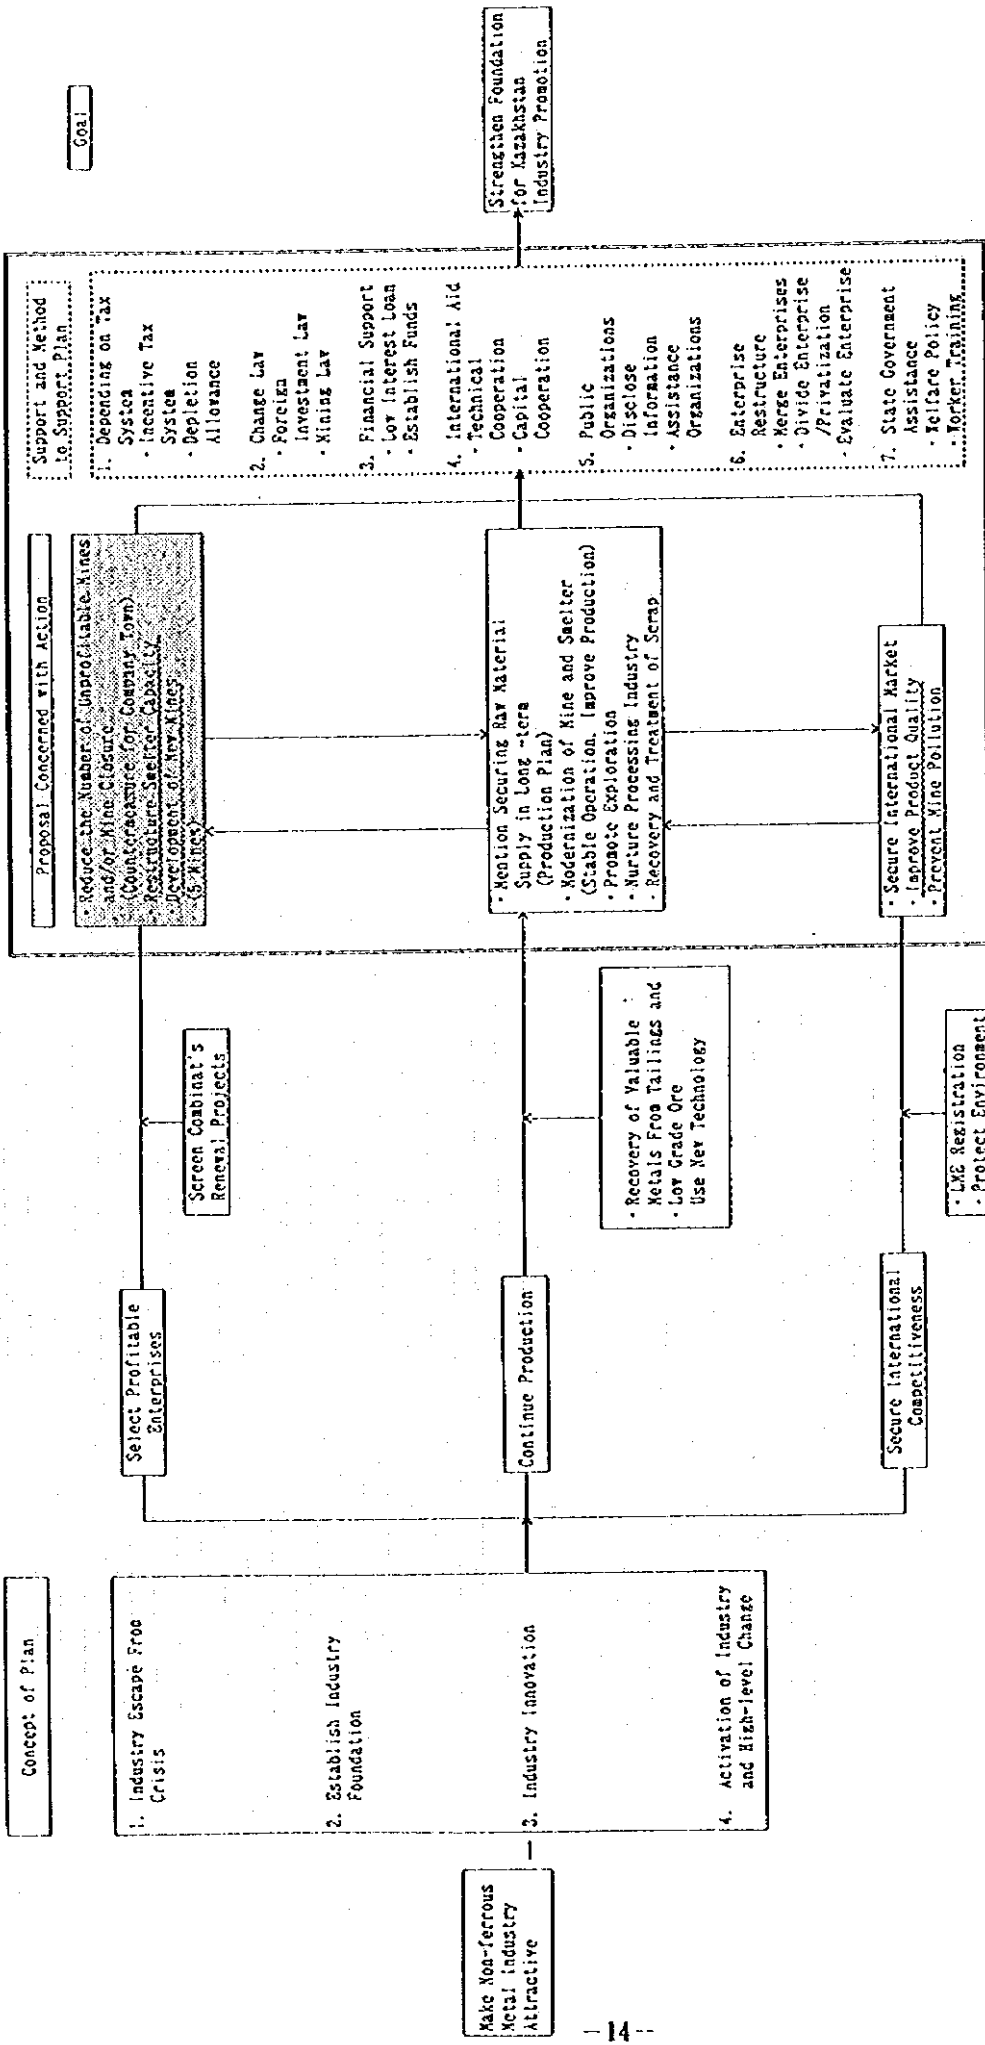 Concept of Plan
Make Non-ferrous
Metal Industry
Attractive
1. Industry Escape From
Crisis
2. Establish Industry
Foundation
3. Industry Innovation
4. Activation of Industry
and High-level Change
Select Profitable
Enterprises
Continue Production
Secure International
Competitiveness
Screen Combinat's
Renewal Projects
· Recovery of Valuable
Metals From Tailings and
· Low Grade Ore
Use New Technology
· LME Registration
· Protect Environment
Proposal Concerned with Action
· Reduce the Number of Unprofitable Mines
and/or Mine Closure
(Countermeasure for Company Town)
· Restructure Smelter Capacity
· Development of New Mines
(5 Mines)
· Mention Securing Raw Material
Supply in Long -term
(Production Plan)
· Modernization of Mine and Smelter
(Stable Operation, Improve Production)
· Promote Exploration
· Nurture Processing Industry
· Recovery and Treatment of Scrap
· Secure International Market
· Improve Product Quality
· Prevent Mine Pollution
Support and Method
to Support Plan
1. Depending on Tax
System
· Incentive Tax
System
· Depletion
Allowance
2. Change Law
· Foreign
Investment Law
· Mining Law
3. Financial Support
· Low Interest Loan
· Establish Funds
4. International Aid
· Technical
Cooperation
· Capital
Cooperation
5. Public
Organizations
· Disclose
Information
· Assistance
Organizations
6. Enterprise
Restructure
· Merge Enterprises
· Divide Enterprise
/Privatization
· Evaluate Enterprise
7. State Government
Assistance
· Welfare Policy
· Worker Training
Goal
Strengthen Foundation
for Kazakhstan
Industry Promotion
—14--